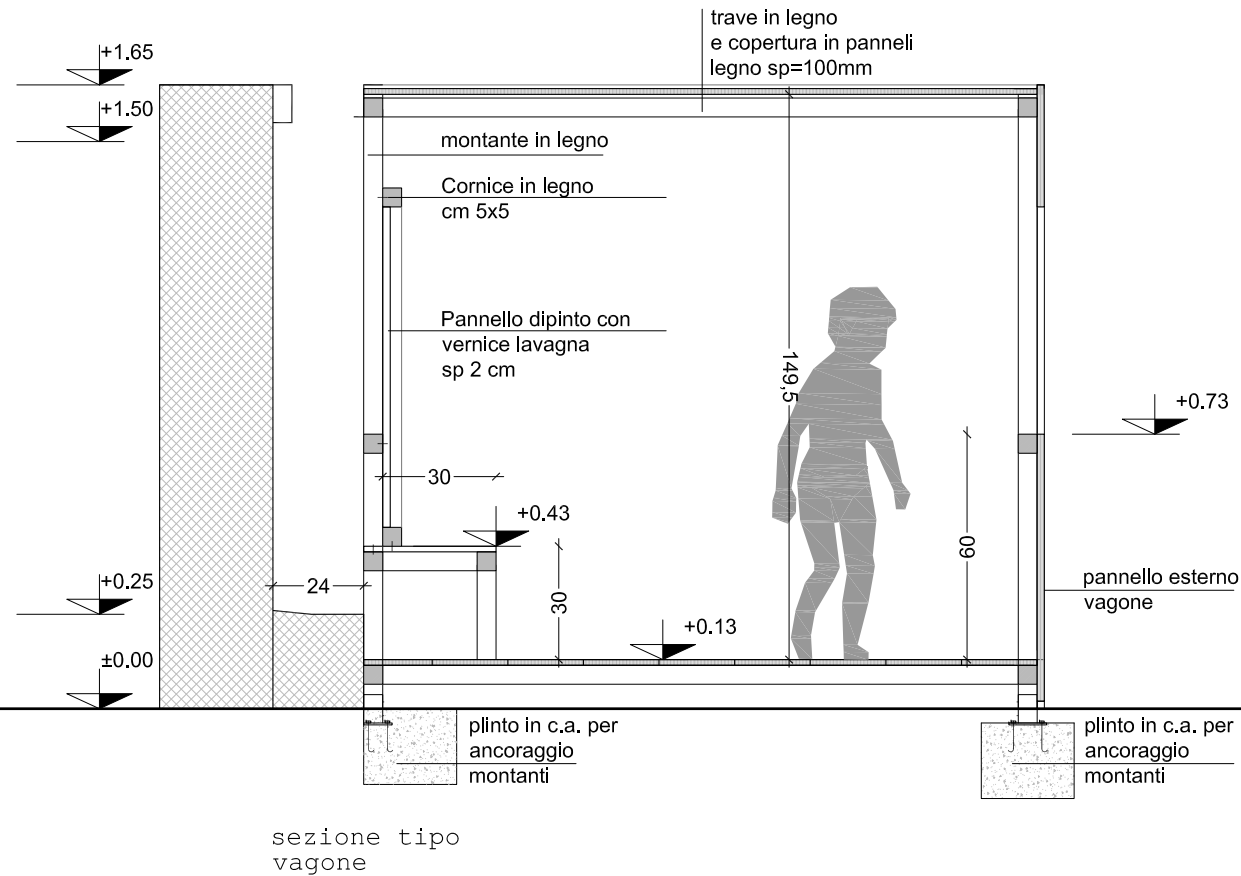 trave in legno
e copertura in panneli
legno sp=100mm
+1.65
+1.50
montante in legno
Cornice in legno
cm 5x5
Pannello dipinto con
vernice lavagna
sp 2 cm
149,5
+0.73
30
+0.43
60
24
30
+0.25
pannello esterno
vagone
+0.13
±0.00
plinto in c.a. per
ancoraggio
montanti
plinto in c.a. per
ancoraggio
montanti
sezione tipo
vagone